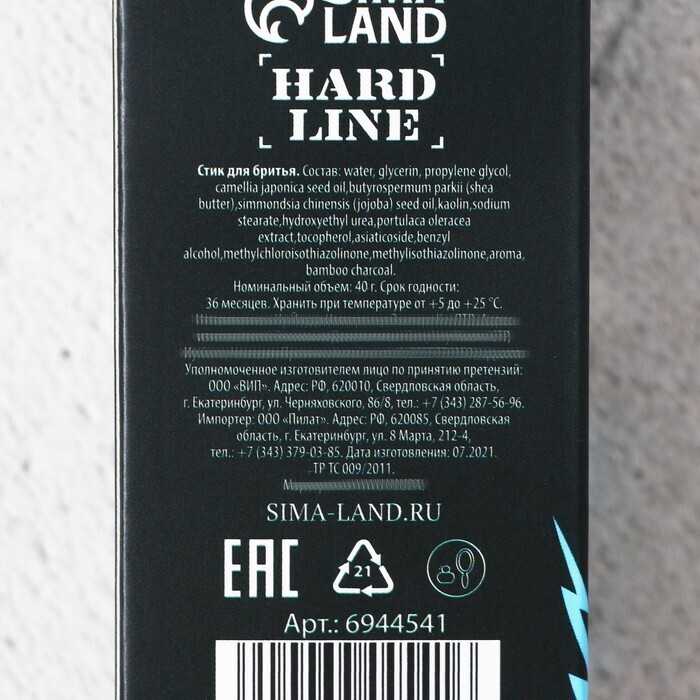 SIMA
LAND
HARD
LINE
Стик для бритья. Состав: water, glycerin, propylene glycol,
camellia japonica seed oil,butyrospermum parkii (shea
butter),simmondsia chinensis (jojoba) seed oil,kaolin,sodium
stearate,hydroxyethyl urea,portulaca oleracea
extract,tocopherol,asiaticoside,benzyl
alcohol,methylchloroisothiazolinone,methylisothiazolinone,aroma,
bamboo charcoal.
Номинальный объем: 40 г. Срок годности:
36 месяцев. Хранить при температуре от +5 до +25 °C.
Уполномоченное изготовителем лицо по принятию претензий:
ООО «ВИП». Адрес: РФ, 620010, Свердловская область,
г. Екатеринбург, ул. Черняховского, 86/8, тел.: +7 (343) 287-56-96.
Импортер: ООО «Пилат». Адрес: РФ, 620085, Свердловская
область, г. Екатеринбург, ул. 8 Марта, 212-4,
тел.: +7 (343) 379-03-85. Дата изготовления: 07.2021.
ТР ТС 009/2011.
SIMA-LAND.RU
EAC
21
Арт.: 6944541